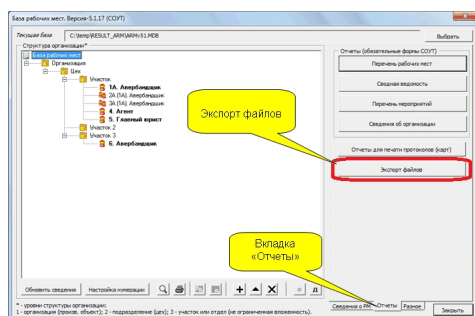 База рабочих мест. Версия-5.1.17 (СОУТ)
Текущая база
C:\temp\RESULT_ARM\ARMv51.MDB
Выбрать
Структура организации*
База рабочих мест
Организация
Цех
Участок
1А. Авербандщик
2А (1А). Авербандщик
3А (1А). Авербандщик
4. Агент
5. Главный юрист
Участок 2
Участок 3
6. Авербандщик
Отчеты (обязательные формы СОУТ)
Перечень рабочих мест
Сводная ведомость
Перечень мероприятий
Сведения об организации
Отчеты для печати протоколов (карт)
Экспорт файлов
Экспорт файлов
Вкладка
«Отчеты»
Обновить сведения
Настройка нумерации
Сведения о РМ
Отчеты
Разное
Закрыть
* - уровни структуры организации:
1 - организация (произв. объект); 2 - подразделение (цех); 3 - участок или отдел (не ограниченная вложенность).